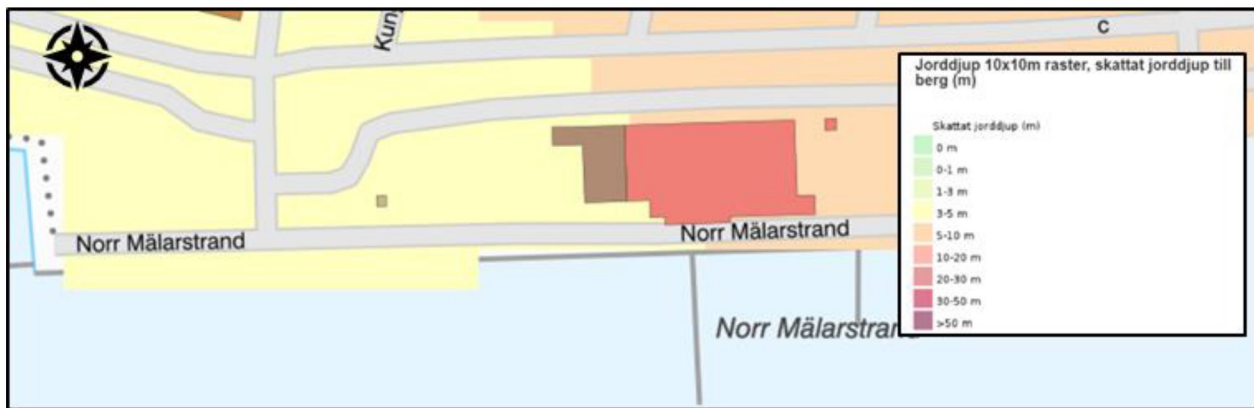 Kung
C
Jorddjup 10x10m raster, skattat jorddjup till
berg (m)
Skattat jorddjup (m)
0 m
0-1 m
1-3 m
3-5 m
5-10 m
10-20 m
20-30 m
30-50 m
>50 m
Norr Mälarstrand
Norr Mälarstrand
Norr Mälarstrand